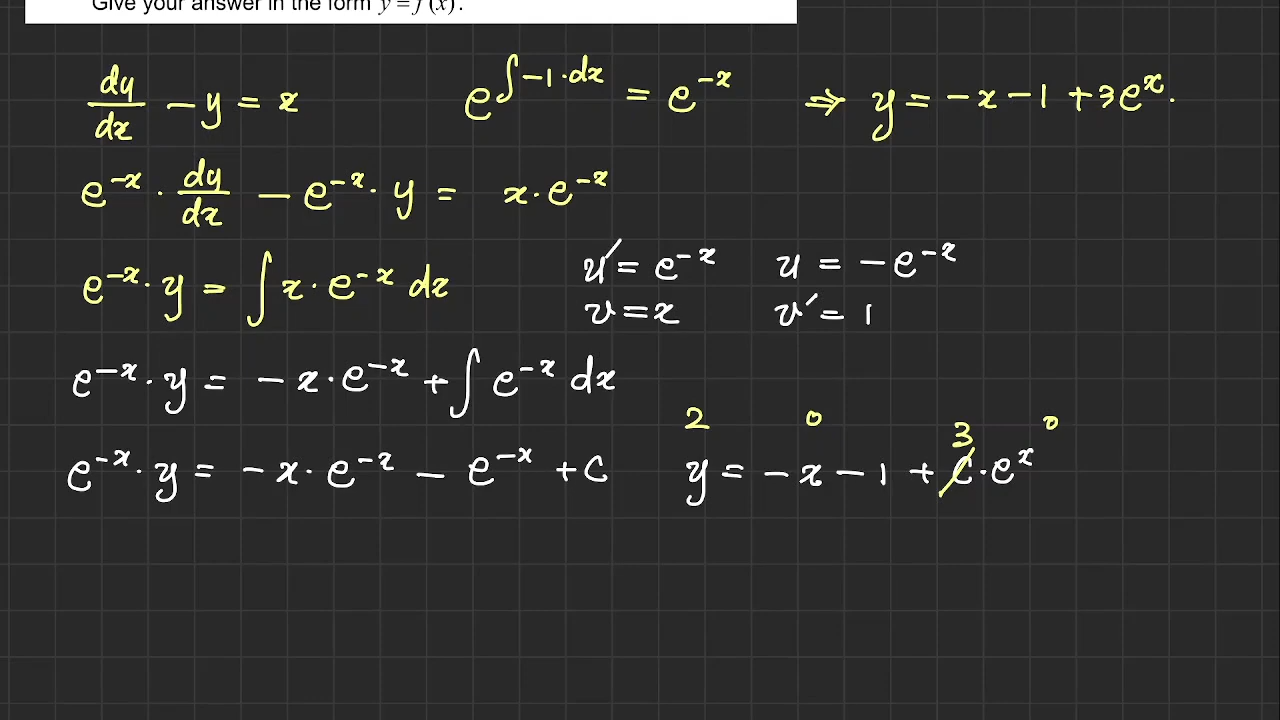 Give your answer in the form y = f(x).
dy/dx − y = x
e^{∫ −1·dx} = e^{−x}
⇒ y = −x − 1 + 3e^x.
e^{−x} · dy/dx − e^{−x} · y = x · e^{−x}
e^{−x} · y = ∫ x · e^{−x} dx
u′ = e^{−x} u = −e^{−x}
v = x v′ = 1
e^{−x} · y = −x · e^{−x} + ∫ e^{−x} dx
2 0 3 0
e^{−x} · y = −x · e^{−x} − e^{−x} + C
y = −x − 1 + C · e^x